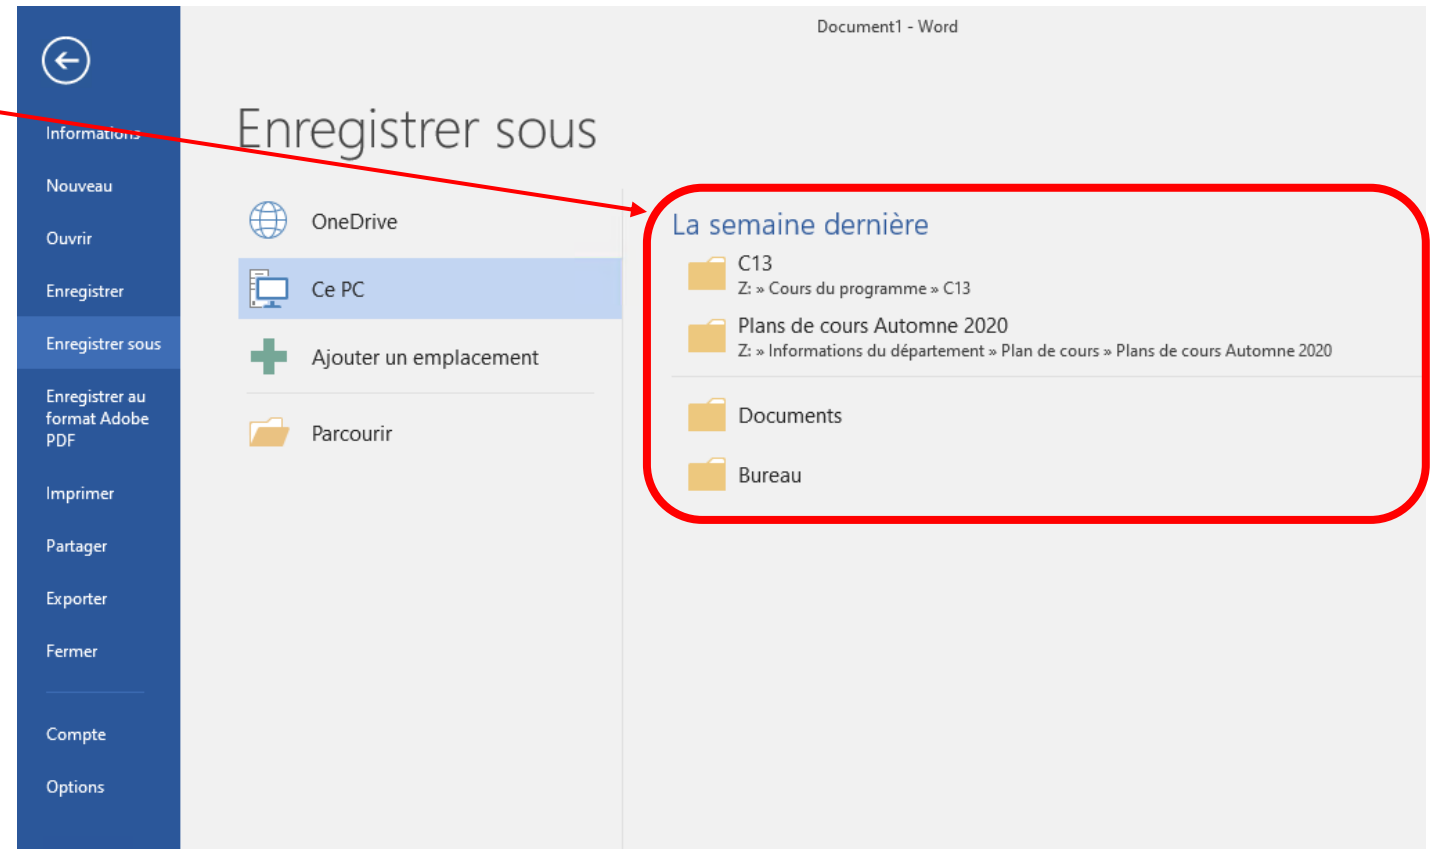 Document1 - Word
Informations
Nouveau
Ouvrir
Enregistrer
Enregistrer sous
Enregistrer au
format Adobe
PDF
Imprimer
Partager
Exporter
Fermer
Compte
Options
Enregistrer sous
OneDrive
Ce PC
Ajouter un emplacement
Parcourir
La semaine dernière
C13
Z: » Cours du programme » C13
Plans de cours Automne 2020
Z: » Informations du département » Plan de cours » Plans de cours Automne 2020
Documents
Bureau